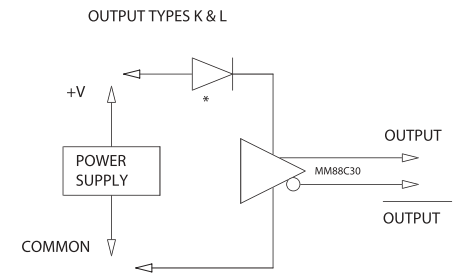 OUTPUT TYPES K & L
+V
*
OUTPUT
POWER
SUPPLY
MM88C30
OUTPUT
COMMON